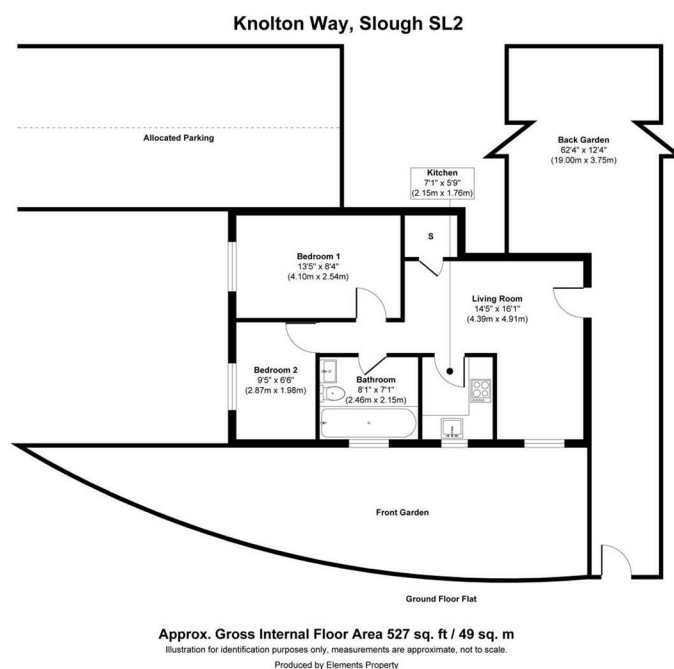 Knolton Way, Slough SL2
Allocated Parking
Back Garden
62'4" x 12'4"
(19.00m x 3.75m)
Kitchen
7'1" x 5'9"
(2.15m x 1.76m)
S
Bedroom 1
13'5" x 8'4"
(4.10m x 2.54m)
Living Room
14'5" x 16'1"
(4.39m x 4.91m)
Bedroom 2
9'5" x 6'6"
(2.87m x 1.98m)
Bathroom
8'1" x 7'1"
(2.46m x 2.15m)
Front Garden
Ground Floor Flat
Approx. Gross Internal Floor Area 527 sq. ft / 49 sq. m
Illustration for identification purposes only, measurements are approximate, not to scale.
Produced by Elements Property